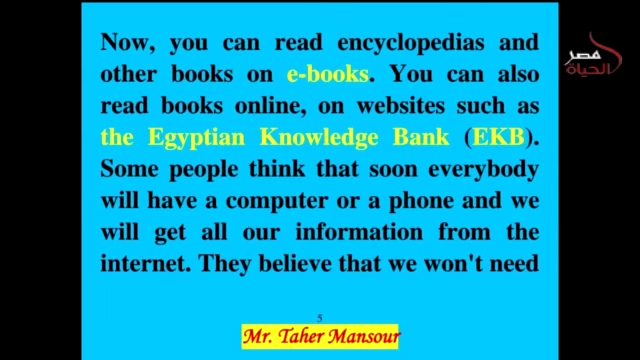 Now, you can read encyclopedias and
other books on e-books. You can also
read books online, on websites such as
the Egyptian Knowledge Bank (EKB).
Some people think that soon everybody
will have a computer or a phone and we
will get all our information from the
internet. They believe that we won't need
5
Mr. Taher Mansour
مصر
الحياة